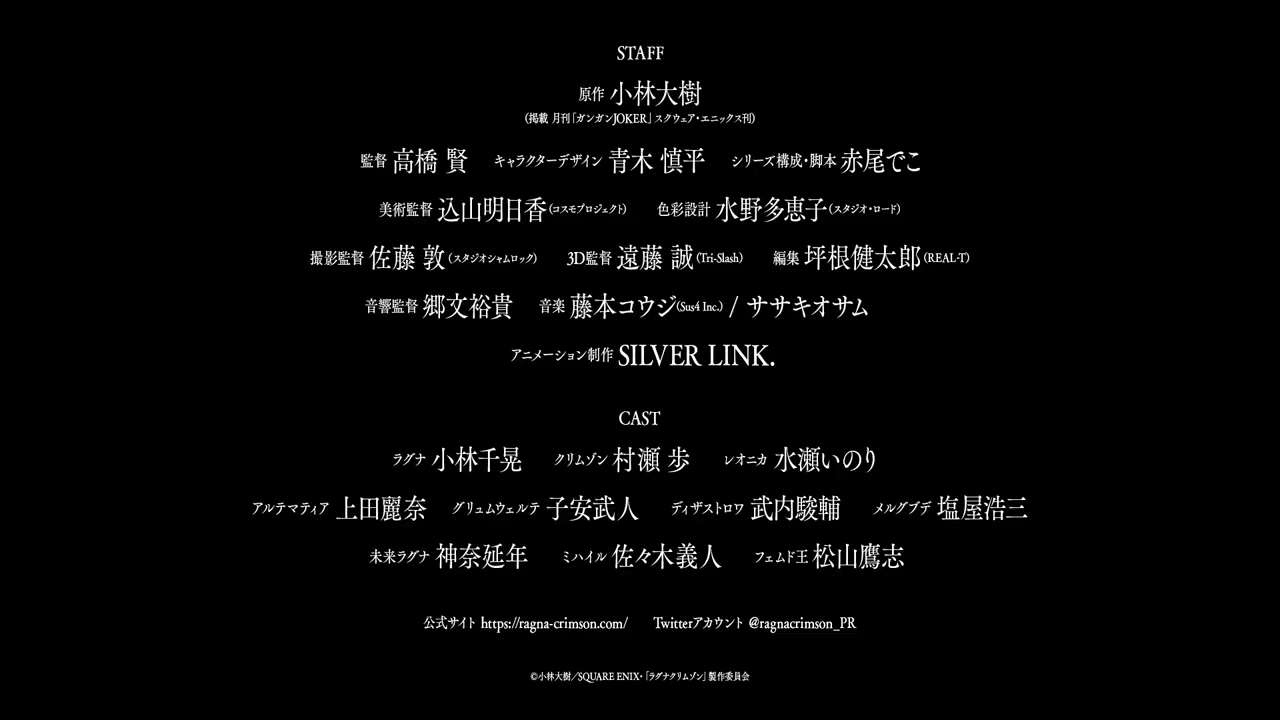 STAFF
原作 小林大樹
(掲載 月刊「ガンガンJOKER」 スクウェア・エニックス刊)
監督 高橋 賢 キャラクターデザイン 青木 慎平 シリーズ構成・脚本 赤尾でこ
美術監督 込山明日香(コスモプロジェクト) 色彩設計 水野多恵子(スタジオ・ロード)
撮影監督 佐藤 敦(スタジオシャムロック) 3D監督 遠藤 誠(Tri-Slash) 編集 坪根健太郎(REAL-T)
音響監督 郷文裕貴 音楽 藤本コウジ(Sus4 Inc.) / ササキオサム
アニメーション制作 SILVER LINK.
CAST
ラグナ 小林千晃 クリムゾン 村瀬 歩 レオニカ 水瀬いのり
アルテマティア 上田麗奈 グリュムウェルテ 子安武人 ディザストロワ 武内駿輔 メルグブデ 塩屋浩三
未来ラグナ 神奈延年 ミハイル 佐々木義人 フェムド王 松山鷹志
公式サイト https://ragna-crimson.com/ Twitterアカウント @ragnacrimson_PR
©小林大樹／SQUARE ENIX・「ラグナクリムゾン」製作委員会